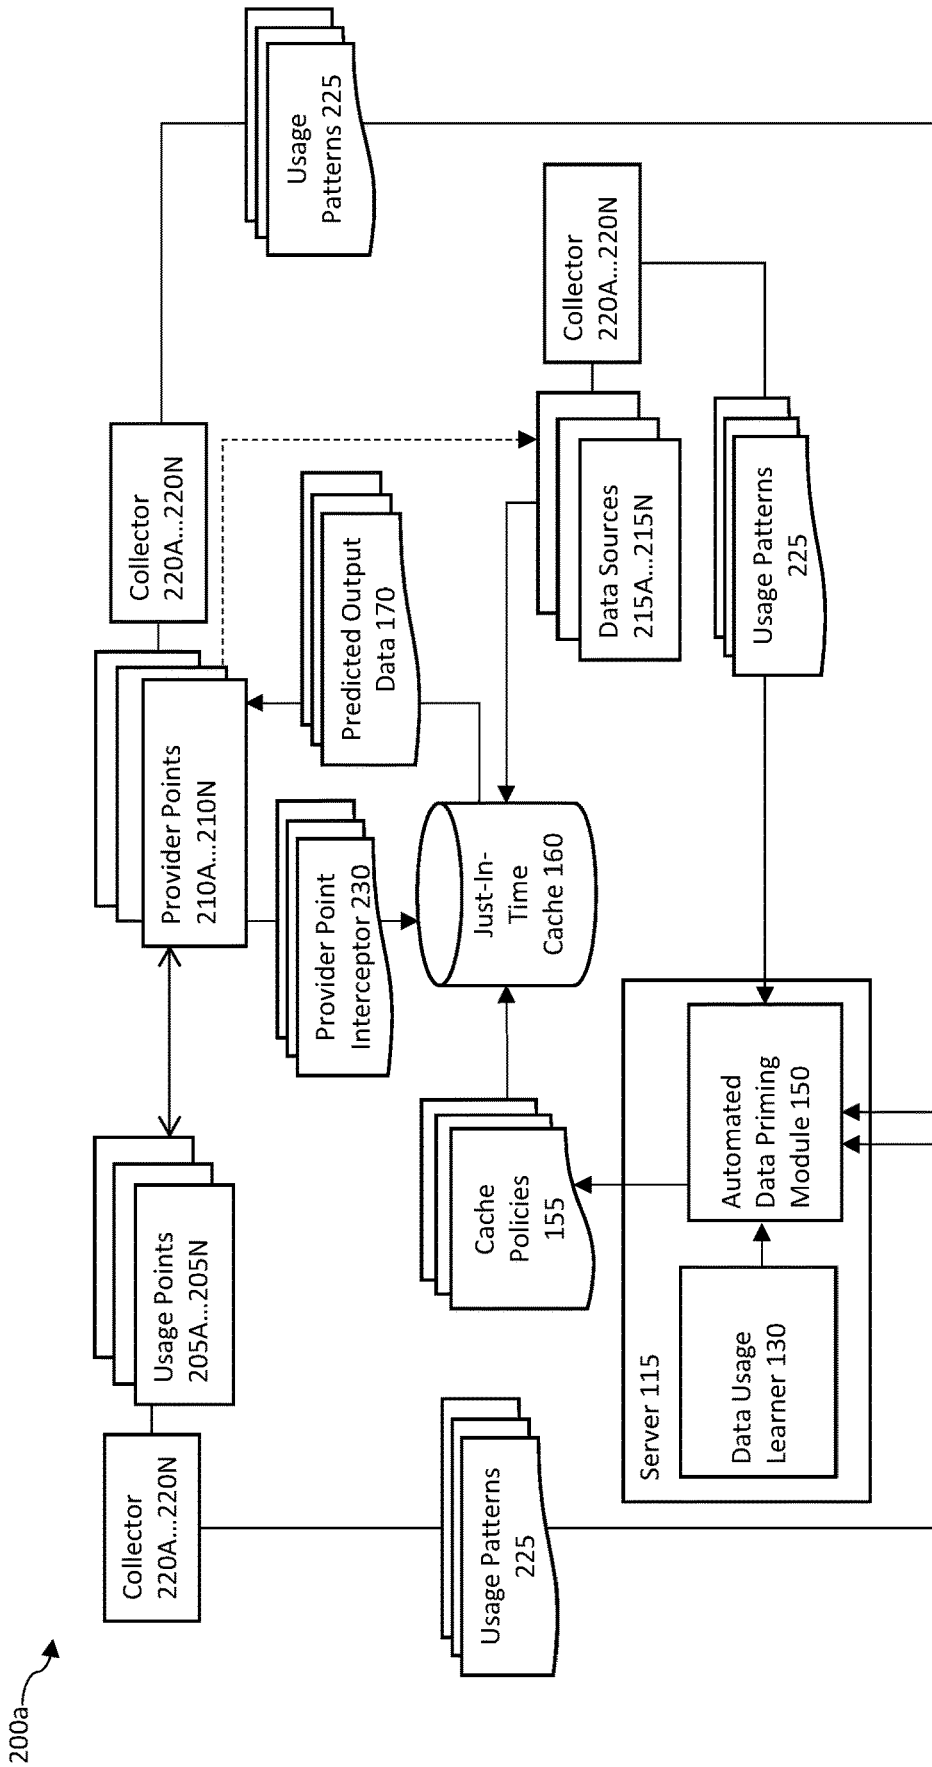 200a
Collector
220A...220N
Usage Points
205A...205N
Provider Points
210A...210N
Collector
220A...220N
Usage
Patterns 225
Usage Patterns
225
Cache
Policies
155
Provider Point
Interceptor 230
Predicted Output
Data 170
Just-In-
Time
Cache 160
Data Sources
215A...215N
Collector
220A...220N
Server 115
Data Usage
Learner 130
Automated
Data Priming
Module 150
Usage Patterns
225